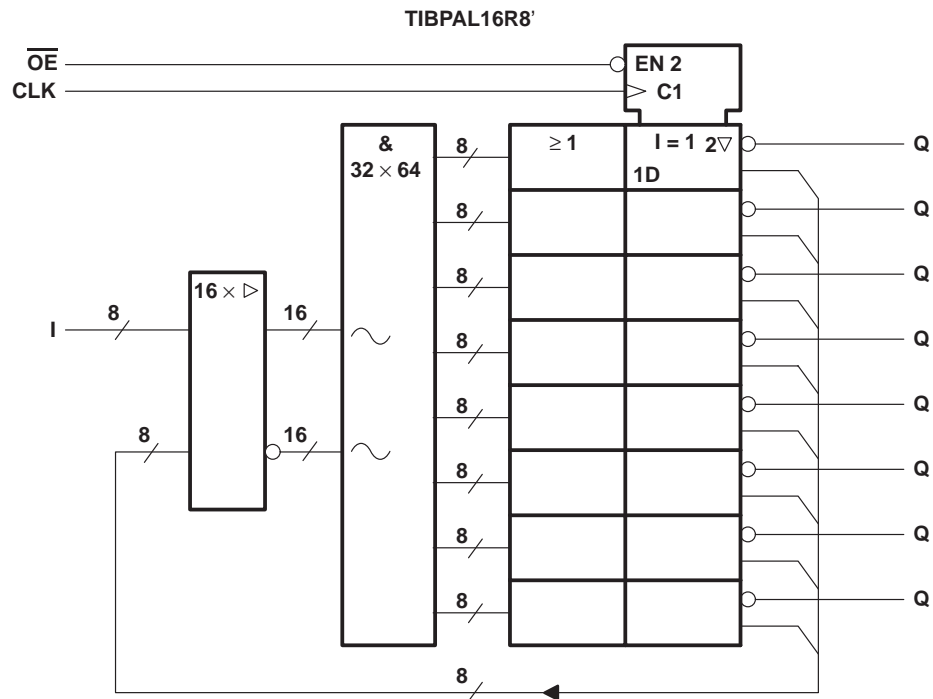 TIBPAL16R8’
OE
EN 2
CLK
C1
&
32 × 64
8
≥ 1
I = 1
2▽
Q
1D
8
Q
8
Q
16 × ▷
I
8
16
8
Q
8
16
8
Q
8
Q
8
Q
8
Q
8